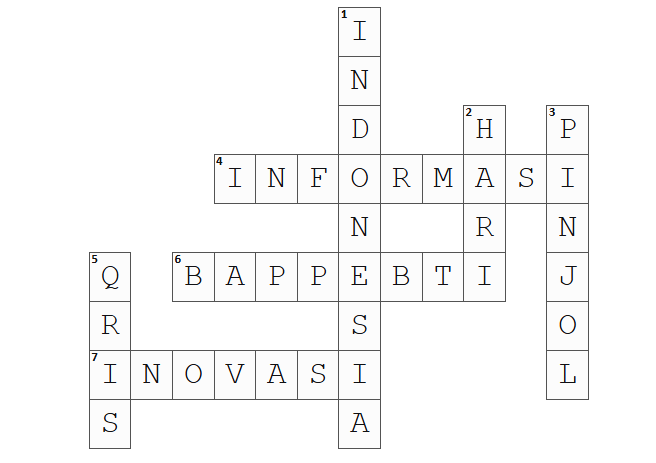 1 I
N
D 2 H 3 P
4 I N F O R M A S I
N R N
5 Q 6 B A P P E B T I J
R S O
7 I N O V A S I L
S A